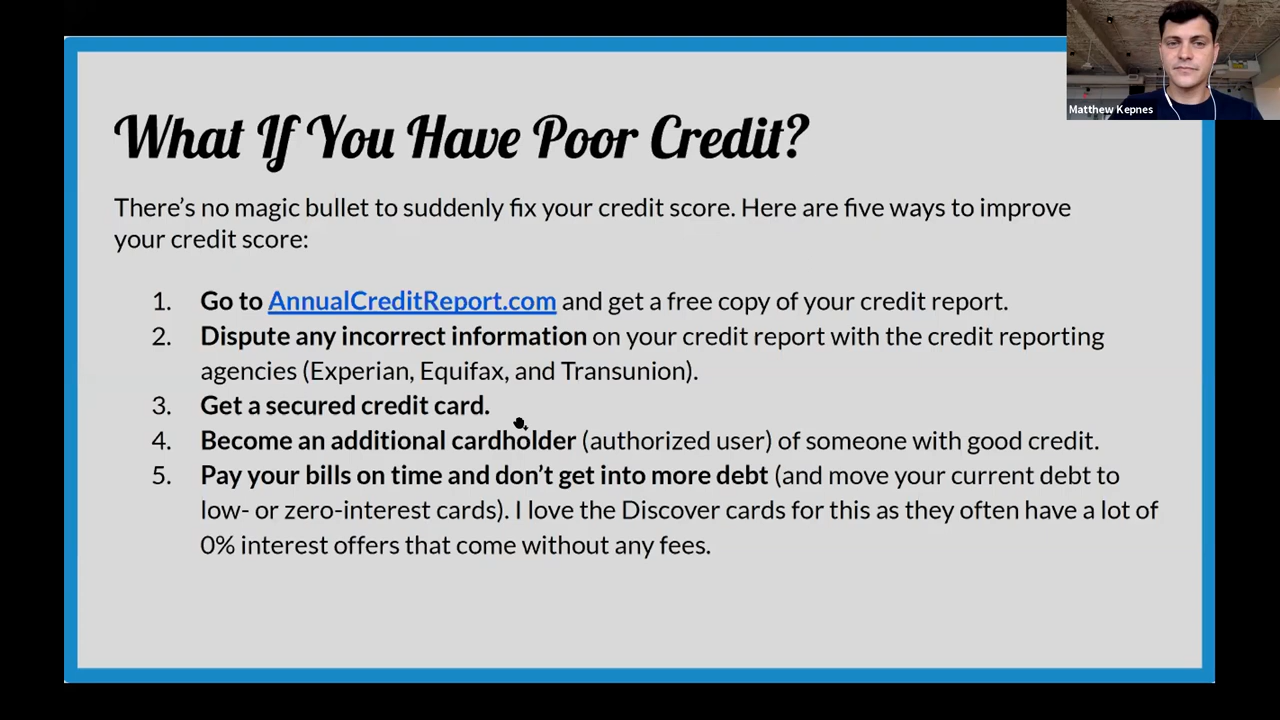 What If You Have Poor Credit?
There's no magic bullet to suddenly fix your credit score. Here are five ways to improve
your credit score:
1. Go to AnnualCreditReport.com and get a free copy of your credit report.
2. Dispute any incorrect information on your credit report with the credit reporting
agencies (Experian, Equifax, and Transunion).
3. Get a secured credit card.
4. Become an additional cardholder (authorized user) of someone with good credit.
5. Pay your bills on time and don't get into more debt (and move your current debt to
low- or zero-interest cards). I love the Discover cards for this as they often have a lot of
0% interest offers that come without any fees.
Matthew Kepnes